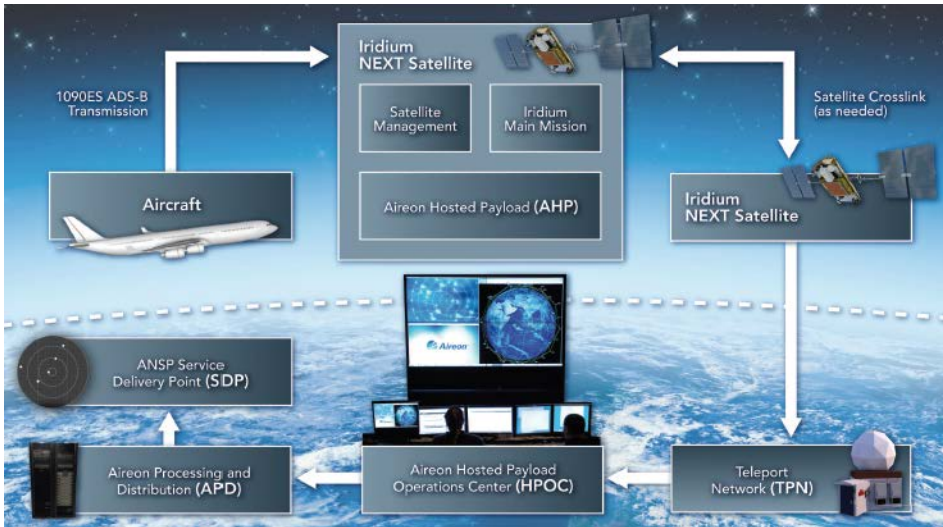 1090ES ADS-B
Transmission
Iridium
NEXT Satellite
Satellite
Management
Iridium
Main Mission
Aireon Hosted Payload (AHP)
Satellite Crosslink
(as needed)
Aircraft
Iridium
NEXT Satellite
Aireon
ANSP Service
Delivery Point (SDP)
Aireon Processing and
Distribution (APD)
Aireon Hosted Payload
Operations Center (HPOC)
Teleport
Network (TPN)